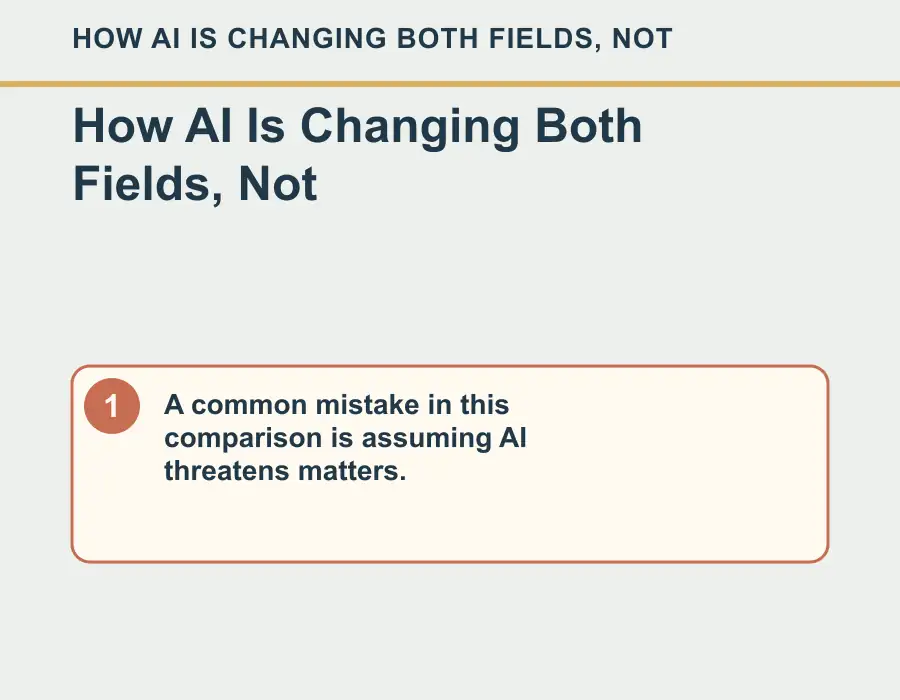 HOW AI IS CHANGING BOTH FIELDS, NOT
How AI Is Changing Both
Fields, Not
1
A common mistake in this
comparison is assuming AI
threatens matters.